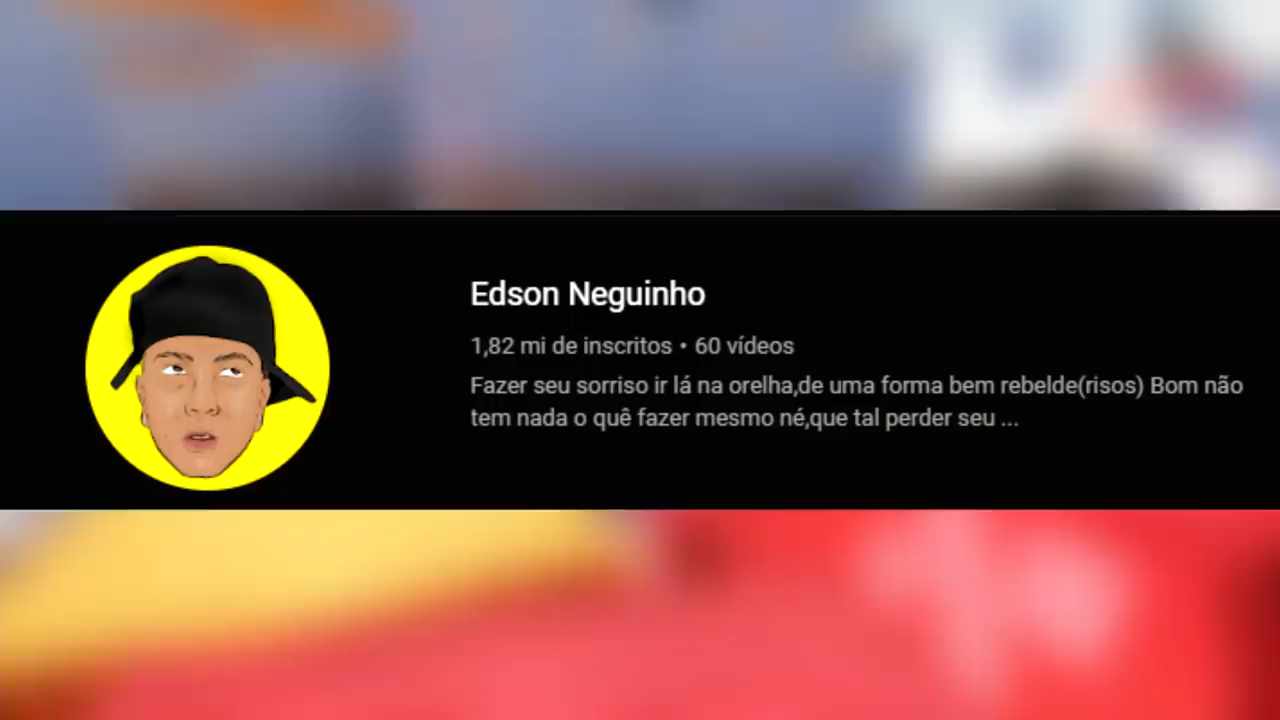 Edson Neguinho
1,82 mi de inscritos • 60 vídeos
Fazer seu sorriso ir lá na orelha,de uma forma bem rebelde(risos) Bom não
tem nada o quê fazer mesmo né,que tal perder seu ...